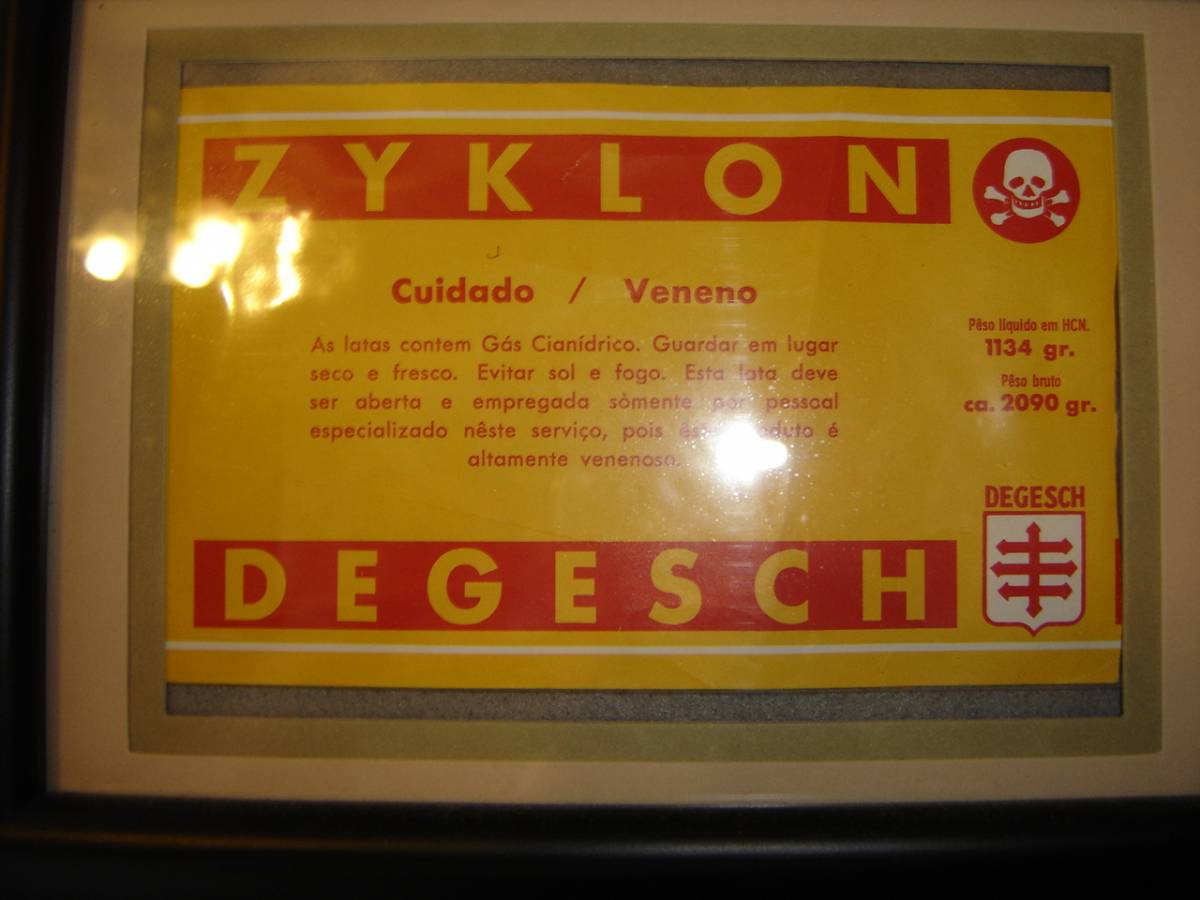 ZYKLON
Cuidado / Veneno
As latas contem Gás Cianídrico. Guardar em lugar
seco e fresco. Evitar sol e fogo. Esta lata deve
ser aberta e empregada sòmente por pessoal
especializado nêste serviço, pois é
altamente venenoso.
Pêso líquido em HCN.
1134 gr.
Pêso bruto
ca. 2090 gr.
DEGESCH
DEGESCH